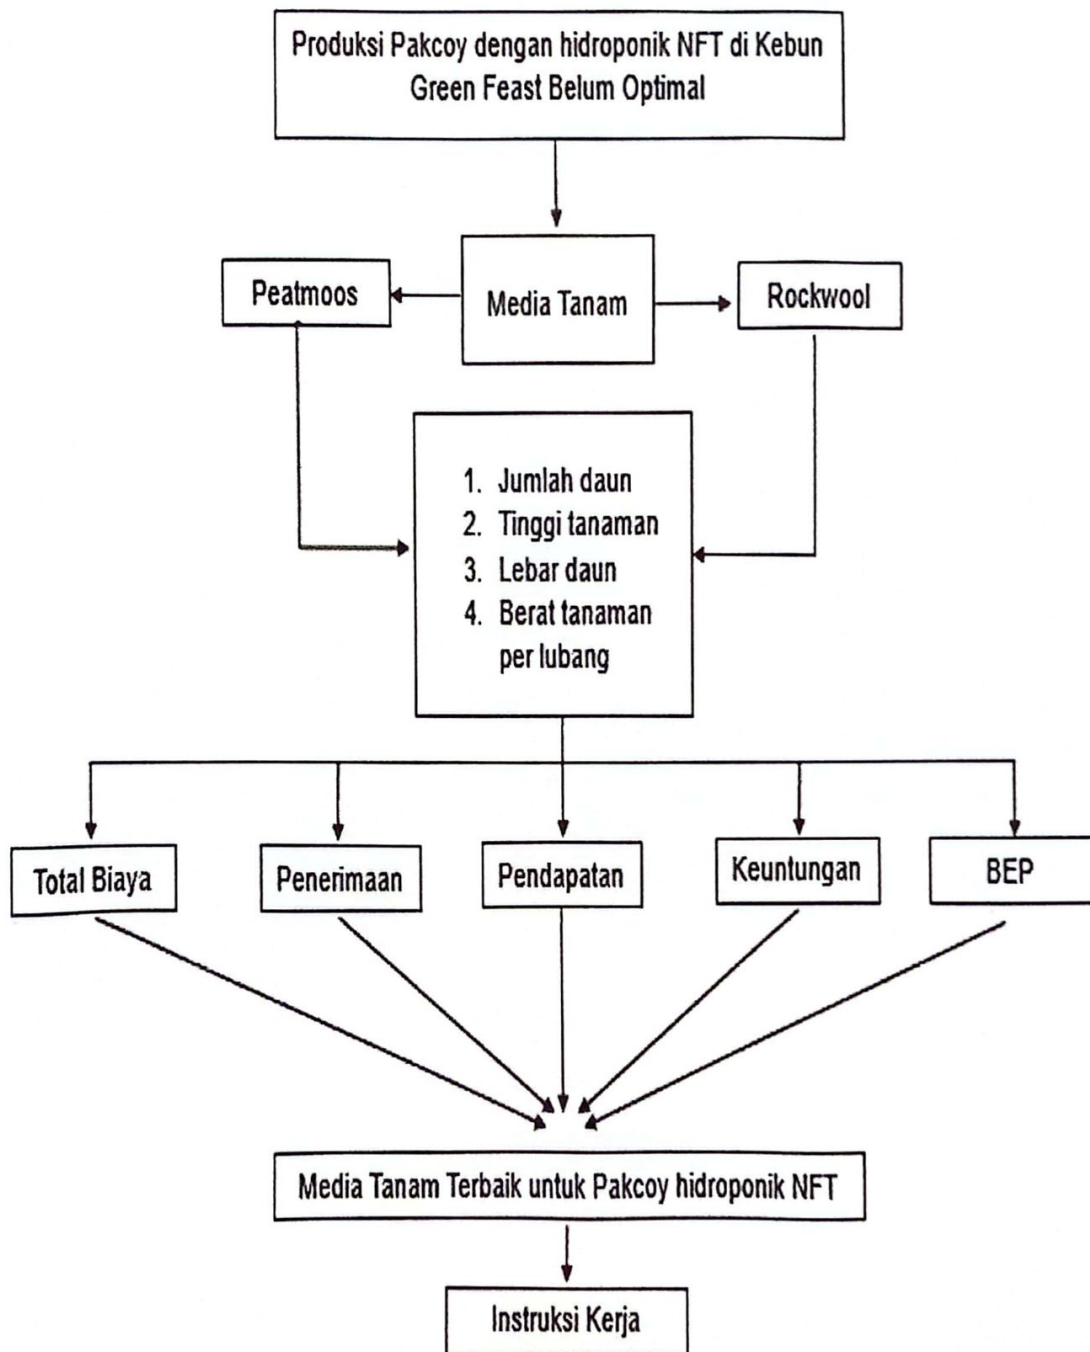 Produksi Pakcoy dengan hidroponik NFT di Kebun
Green Feast Belum Optimal
Peatmoos
Media Tanam
Rockwool
1. Jumlah daun
2. Tinggi tanaman
3. Lebar daun
4. Berat tanaman
per lubang
Total Biaya
Penerimaan
Pendapatan
Keuntungan
BEP
Media Tanam Terbaik untuk Pakcoy hidroponik NFT
Instruksi Kerja